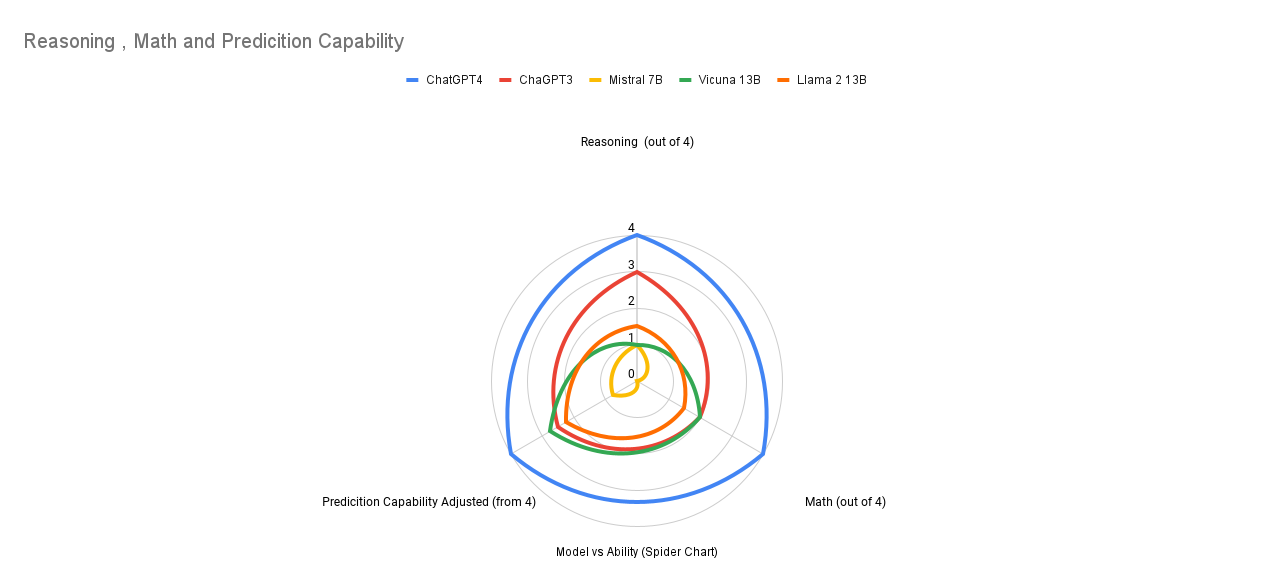 Reasoning , Math and Predicition Capability
ChatGPT4 ChaGPT3 Mistral 7B Vicuna 13B Llama 2 13B
Reasoning (out of 4)
4
3
2
1
0
Predicition Capability Adjusted (from 4) Math (out of 4)
Model vs Ability (Spider Chart)